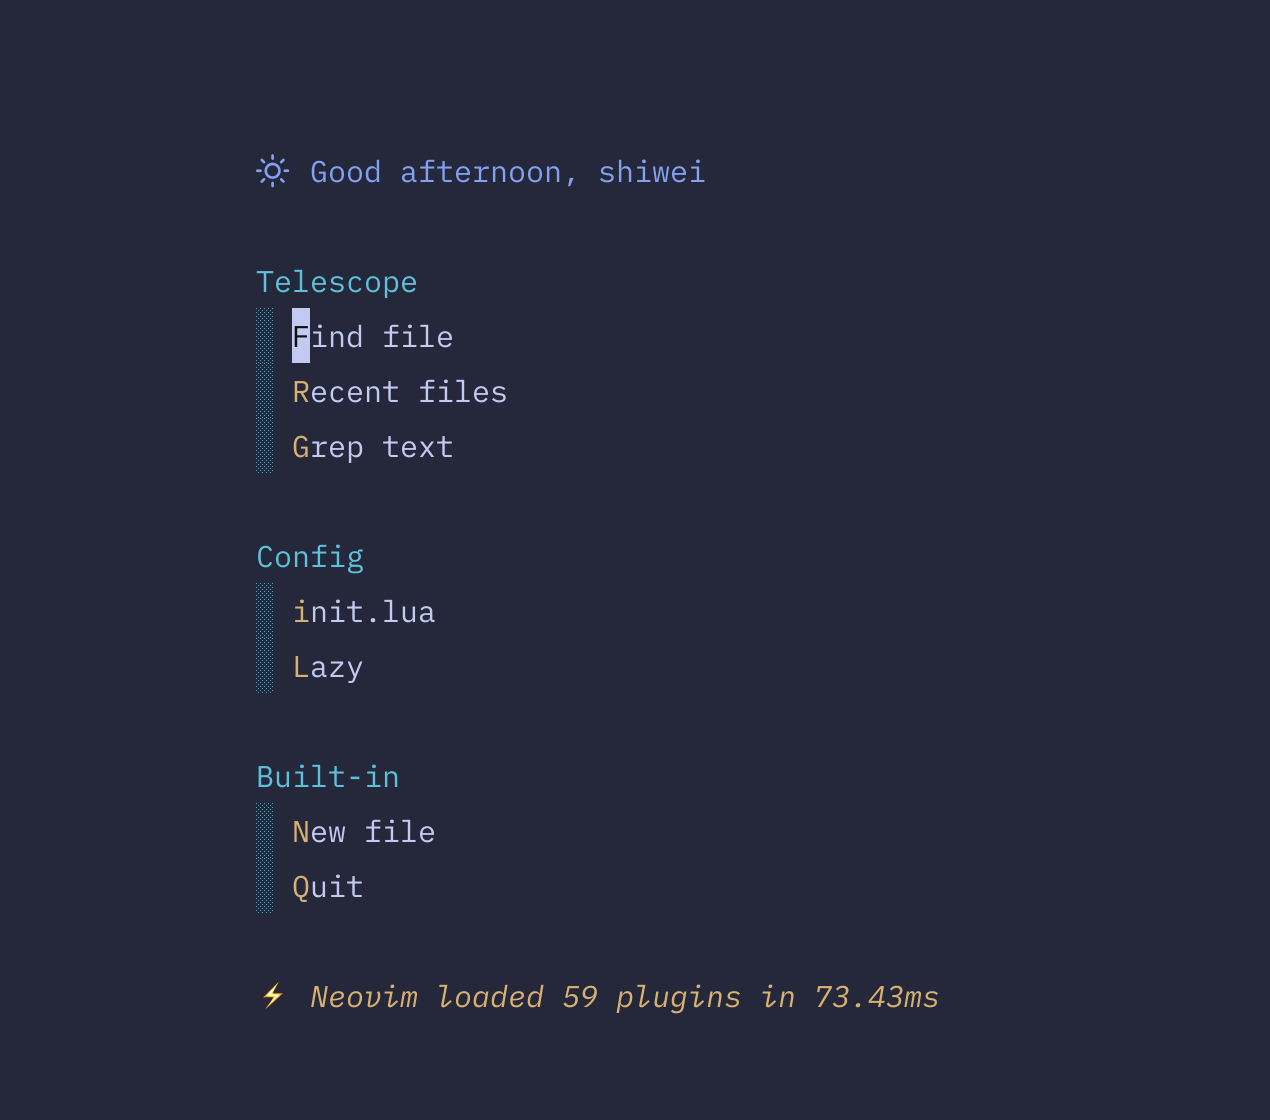 Good afternoon, shiwei
Telescope
Find file
Recent files
Grep text
Config
init.lua
Lazy
Built-in
New file
Quit
⚡ Neovim loaded 59 plugins in 73.43ms